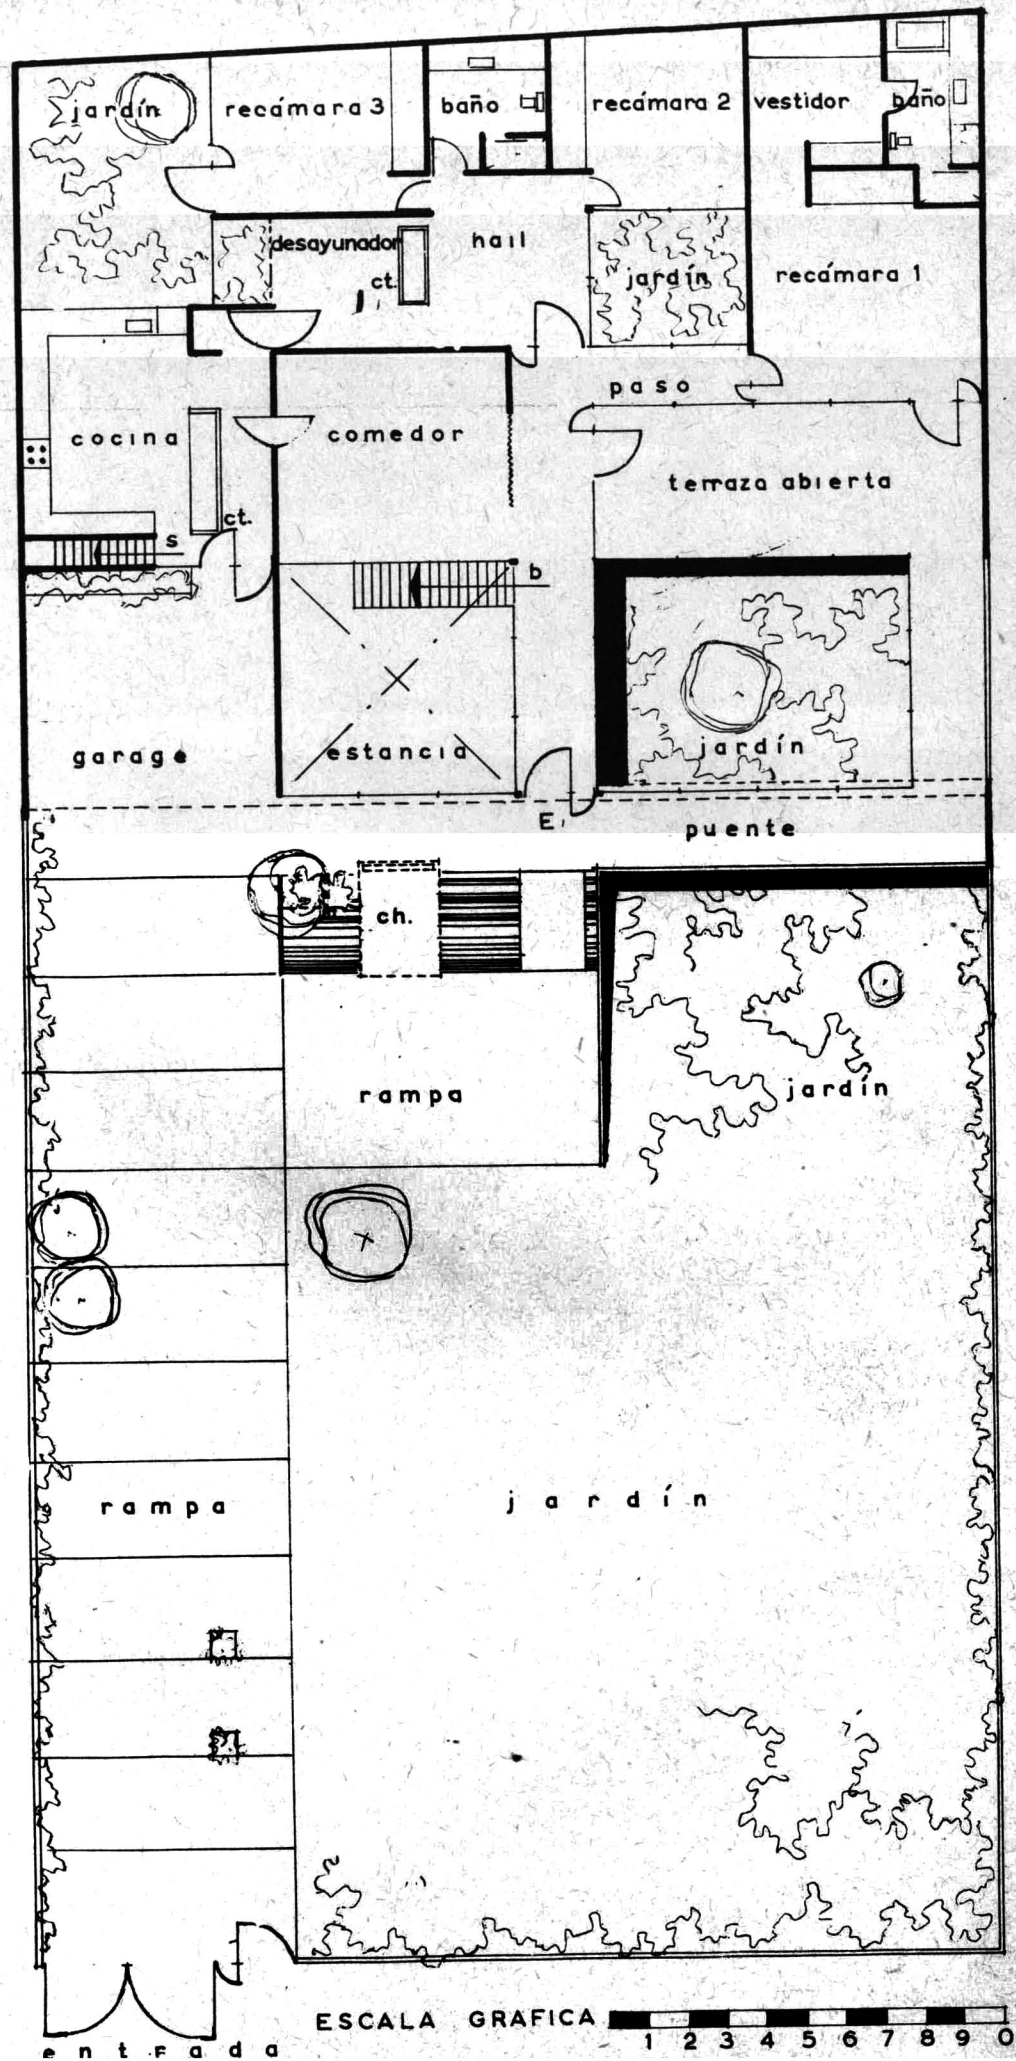 jardín
recámara 3
baño
recámara 2
vestidor
baño
desayunador
hall
ct.
jardín
recámara 1
paso
cocina
comedor
terraza abierta
ct.
s
b
garage
estancia
jardín
E
puente
ch.
rampa
jardín
rampa
jardín
ESCALA GRAFICA
1 2 3 4 5 6 7 8 9 0
entrada